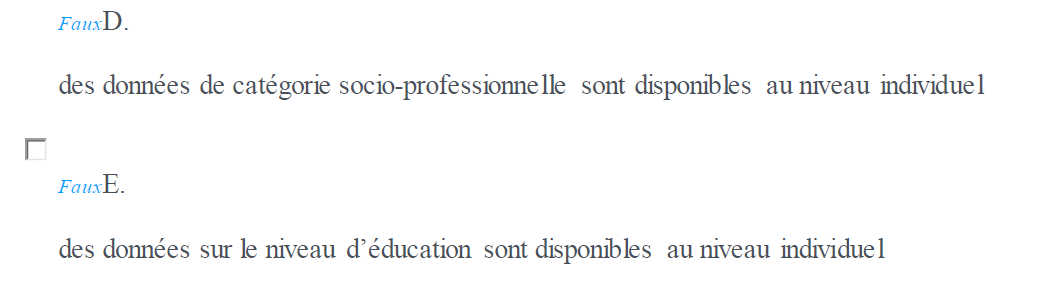 FauxD.
des données de catégorie socio-professionnelle sont disponibles au niveau individuel
FauxE.
des données sur le niveau d’éducation sont disponibles au niveau individuel